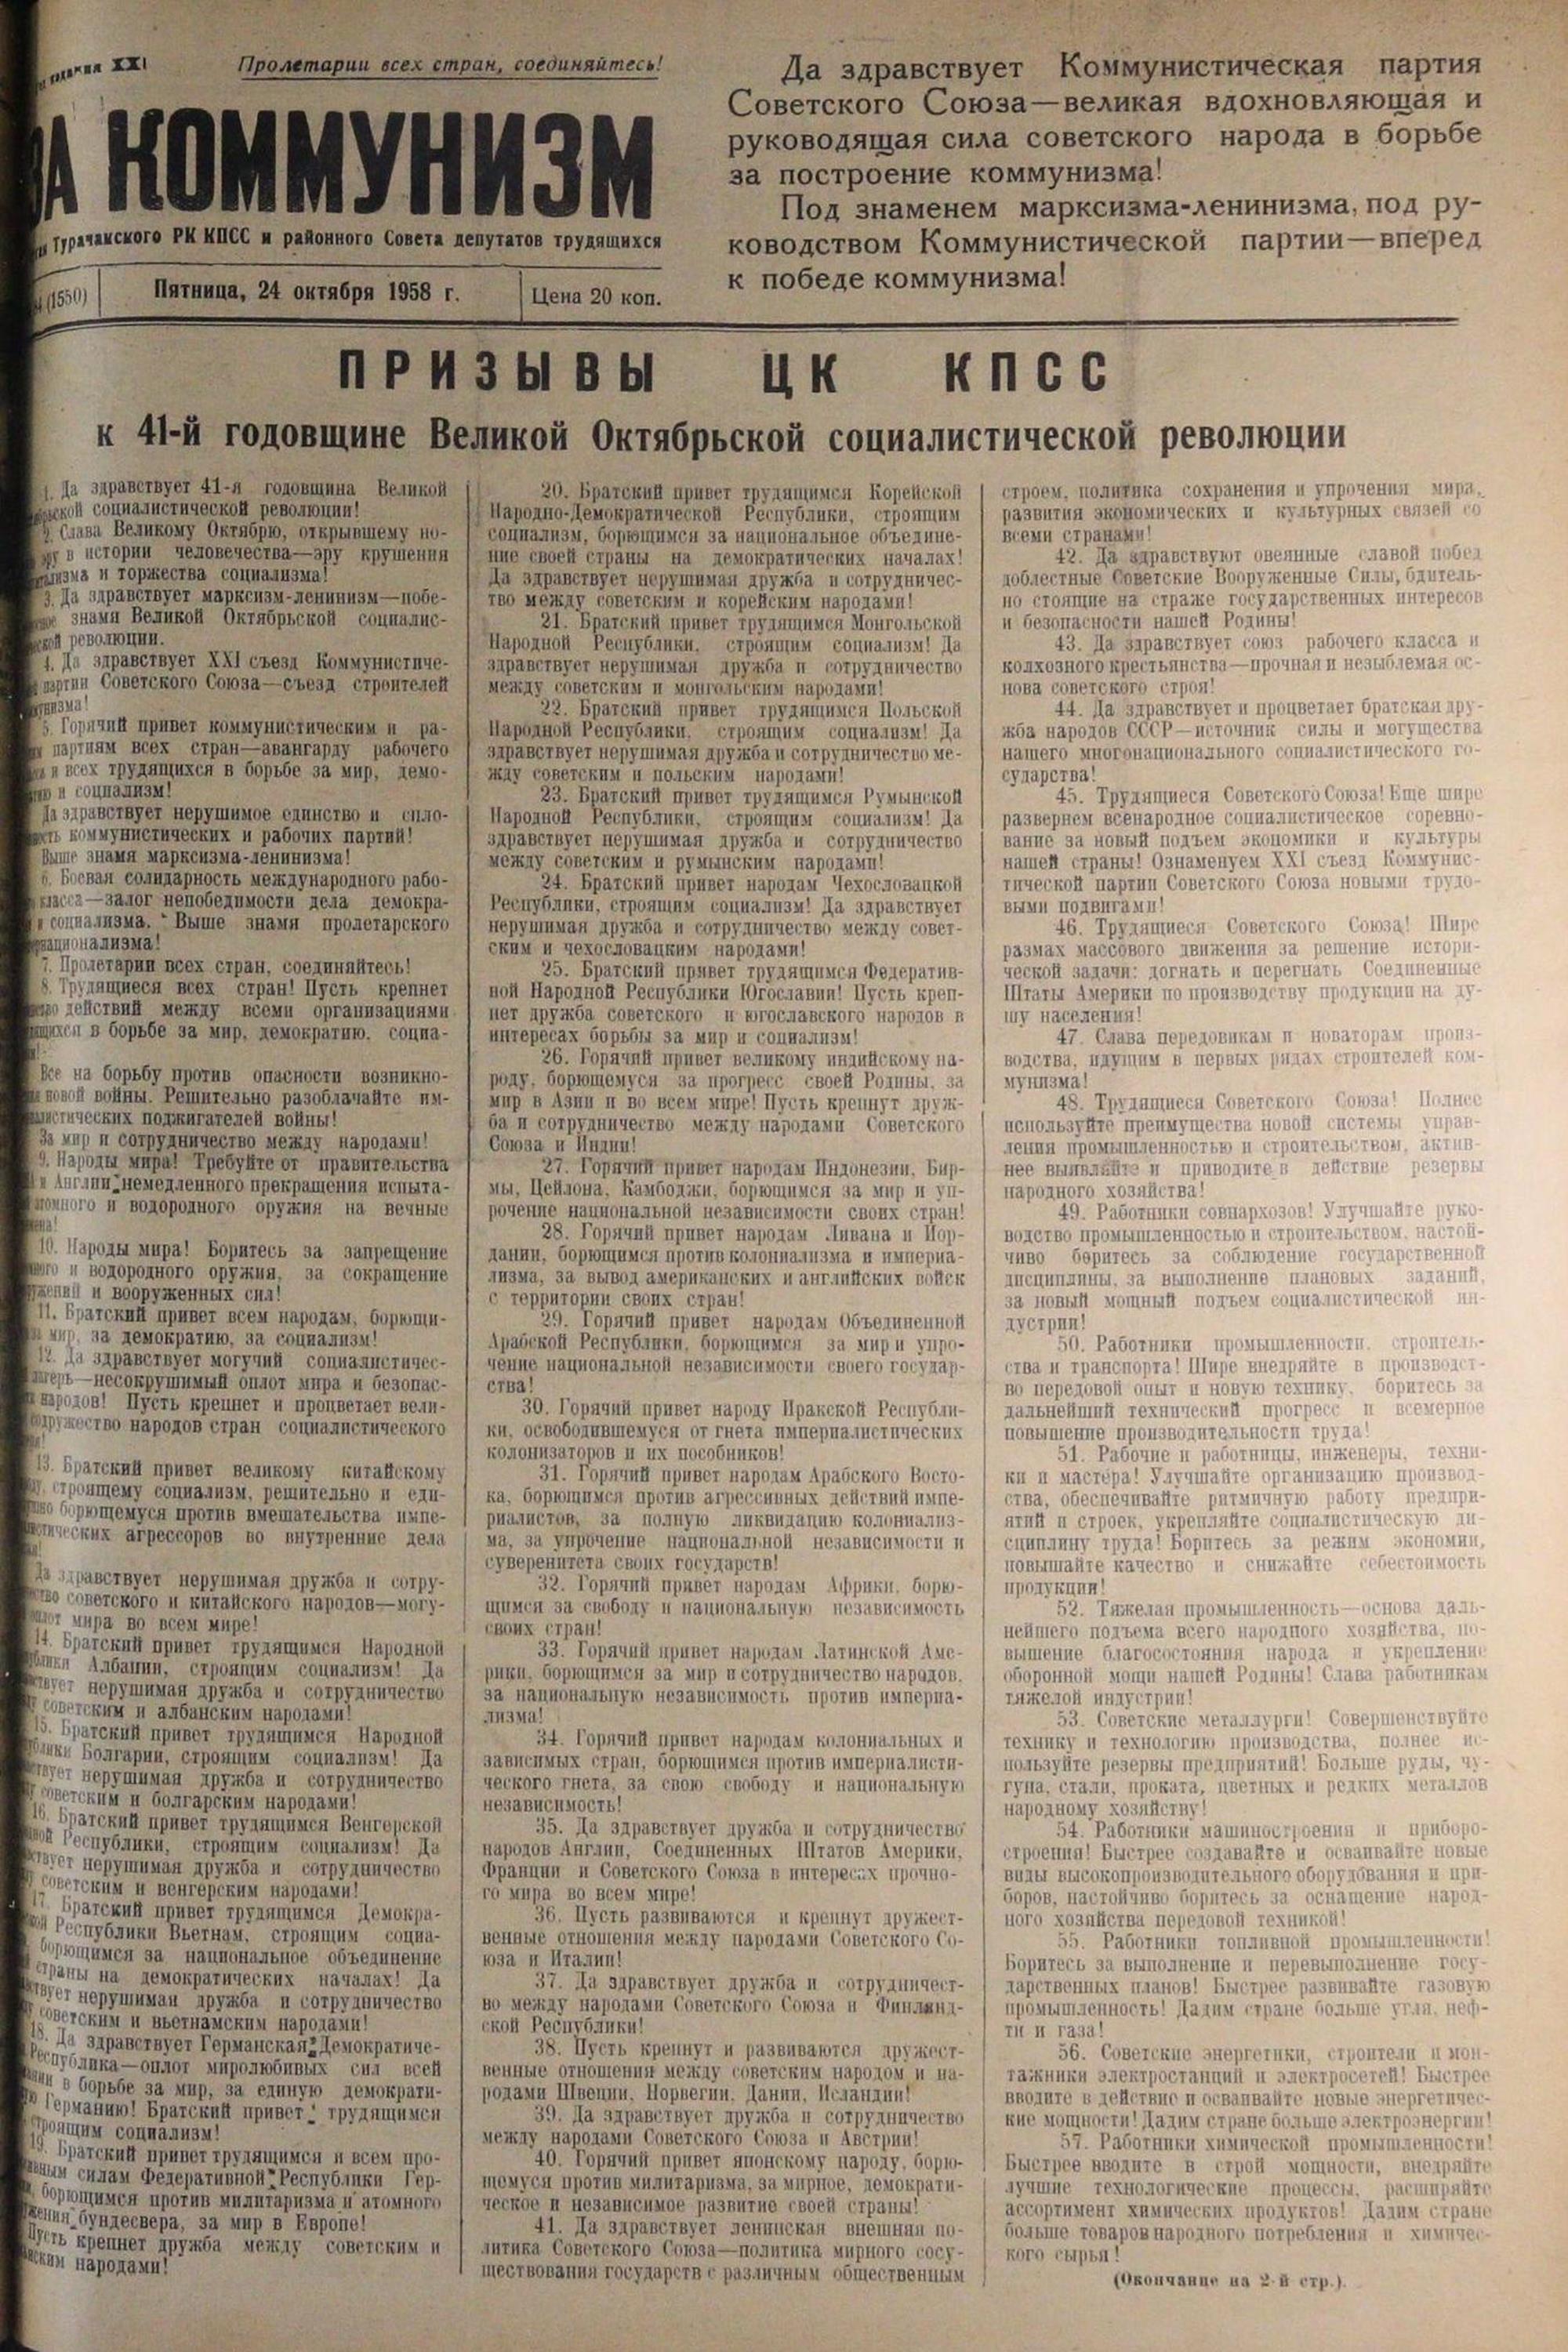 издания XXI
Пролетарии всех стран, соединяйтесь!
ЗА КОММУНИЗМ
Турачакского РК КПСС и районного Совета депутатов трудящихся
(1550)
Пятница, 24 октября 1958 г.
Цена 20 коп.
Да здравствует Коммунистическая партия
Советского Союза—великая вдохновляющая и
руководящая сила советского народа в борьбе
за построение коммунизма!
Под знаменем марксизма-ленинизма, под ру-
ководством Коммунистической партии—вперед
к победе коммунизма!
ПРИЗЫВЫ ЦК КПСС
к 41-й годовщине Великой Октябрьской социалистической революции
1. Да здравствует 41-я годовщина Великой
социалистической революции!
2. Слава Великому Октябрю, открывшему но-
эру в истории человечества—эру крушения
и торжества социализма!
3. Да здравствует марксизм-ленинизм—побе-
знамя Великой Октябрьской социалис-
революции.
4. Да здравствует XXI съезд Коммунистиче-
партии Советского Союза—съезд строителей
5. Горячий привет коммунистическим и ра-
партиям всех стран—авангарду рабочего
и всех трудящихся в борьбе за мир, демо-
и социализм!
Да здравствует нерушимое единство и спло-
коммунистических и рабочих партий!
Выше знамя марксизма-ленинизма!
6. Боевая солидарность международного рабо-
класса—залог непобедимости дела демокра-
и социализма. Выше знамя пролетарского
7. Пролетарии всех стран, соединяйтесь!
8. Трудящиеся всех стран! Пусть крепнет
действий между всеми организациями
в борьбе за мир, демократию, социа-
Все на борьбу против опасности возникно-
новой войны. Решительно разоблачайте им-
поджигателей войны!
За мир и сотрудничество между народами!
9. Народы мира! Требуйте от правительства
и Англии немедленного прекращения испыта-
и водородного оружия на вечные
10. Народы мира! Боритесь за запрещение
и водородного оружия, за сокращение
и вооруженных сил!
11. Братский привет всем народам, борющи-
за мир, за демократию, за социализм!
12. Да здравствует могучий социалистичес-
лагерь—несокрушимый оплот мира и безопас-
народов! Пусть крепнет и процветает вели-
содружество народов стран социалистического
13. Братский привет великому китайскому
строящему социализм, решительно и еди-
борющемуся против вмешательства импе-
агрессоров во внутренние дела
Да здравствует нерушимая дружба и сотру-
советского и китайского народов—могу-
оплот мира во всем мире!
14. Братский привет трудящимся Народной
Албании, строящим социализм! Да
нерушимая дружба и сотрудничество
советским и албанским народами!
15. Братский привет трудящимся Народной
Болгарии, строящим социализм! Да
нерушимая дружба и сотрудничество
советским и болгарским народами!
16. Братский привет трудящимся Венгерской
Республики, строящим социализм! Да
нерушимая дружба и сотрудничество
советским и венгерским народами!
17. Братский привет трудящимся Демокра-
Республики Вьетнам, строящим социа-
борющимся за национальное объединение
страны на демократических началах! Да
нерушимая дружба и сотрудничество
советским и вьетнамским народами!
18. Да здравствует Германская Демократиче-
Республика—оплот миролюбивых сил всей
в борьбе за мир, за единую демократи-
Германию! Братский привет трудящимся
строящим социализм!
19. Братский привет трудящимся и всем про-
силам Федеративной Республики Гер-
борющимся против милитаризма и атомного
бундесвера, за мир в Европе!
Пусть крепнет дружба между советским и
народами!
20. Братский привет трудящимся Корейской
Народно-Демократической Республики, строящим
социализм, борющимся за национальное объедине-
ние своей страны на демократических началах!
Да здравствует нерушимая дружба и сотрудничес-
тво между советским и корейским народами!
21. Братский привет трудящимся Монгольской
Народной Республики, строящим социализм! Да
здравствует нерушимая дружба и сотрудничество
между советским и монгольским народами!
22. Братский привет трудящимся Польской
Народной Республики, строящим социализм! Да
здравствует нерушимая дружба и сотрудничество ме-
жду советским и польским народами!
23. Братский привет трудящимся Румынской
Народной Республики, строящим социализм! Да
здравствует нерушимая дружба и сотрудничество
между советским и румынским народами!
24. Братский привет народам Чехословацкой
Республики, строящим социализм! Да здравствует
нерушимая дружба и сотрудничество между совет-
ским и чехословацким народами!
25. Братский привет трудящимся Федератив-
ной Народной Республики Югославии! Пусть креп-
нет дружба советского и югославского народов в
интересах борьбы за мир и социализм!
26. Горячий привет великому индийскому на-
роду, борющемуся за прогресс своей Родины, за
мир в Азии и во всем мире! Пусть крепнут друж-
ба и сотрудничество между народами Советского
Союза и Индии!
27. Горячий привет народам Индонезии, Бир-
мы, Цейлона, Камбоджи, борющимся за мир и уп-
рочение национальной независимости своих стран!
28. Горячий привет народам Ливана и Иор-
дании, борющимся против колониализма и империа-
лизма, за вывод американских и английских войск
с территории своих стран!
29. Горячий привет народам Объединенной
Арабской Республики, борющимся за мир и упро-
чение национальной независимости своего государ-
ства!
30. Горячий привет народу Иракской Республи-
ки, освободившемуся от гнета империалистических
колонизаторов и их пособников!
31. Горячий привет народам Арабского Восто-
ка, борющимся против агрессивных действий импе-
риалистов, за полную ликвидацию колониализ-
ма, за упрочение национальной независимости и
суверенитета своих государств!
32. Горячий привет народам Африки, борю-
щимся за свободу и национальную независимость
своих стран!
33. Горячий привет народам Латинской Аме-
рики, борющимся за мир и сотрудничество народов,
за национальную независимость против империа-
лизма!
34. Горячий привет народам колониальных и
зависимых стран, борющимся против империалисти-
ческого гнета, за свою свободу и национальную
независимость!
35. Да здравствует дружба и сотрудничество
народов Англии, Соединенных Штатов Америки,
Франции и Советского Союза в интересах прочно-
го мира во всем мире!
36. Пусть развиваются и крепнут дружест-
венные отношения между народами Советского Со-
юза и Италии!
37. Да здравствует дружба и сотрудничест-
во между народами Советского Союза и Финлянд-
ской Республики!
38. Пусть крепнут и развиваются дружест-
венные отношения между советским народом и на-
родами Швеции, Норвегии, Дании, Исландии!
39. Да здравствует дружба и сотрудничество
между народами Советского Союза и Австрии!
40. Горячий привет японскому народу, борю-
щемуся против милитаризма, за мирное, демократи-
ческое и независимое развитие своей страны!
41. Да здравствует ленинская внешняя по-
литика Советского Союза—политика мирного сосу-
ществования государств с различным общественным
строем, политика сохранения и упрочения мира,
развития экономических и культурных связей со
всеми странами!
42. Да здравствуют овеянные славой побед
доблестные Советские Вооруженные Силы, бдитель-
но стоящие на страже государственных интересов
и безопасности нашей Родины!
43. Да здравствует союз рабочего класса и
колхозного крестьянства—прочная и незыблемая ос-
нова советского строя!
44. Да здравствует и процветает братская дру-
жба народов СССР—источник силы и могущества
нашего многонационального социалистического го-
сударства!
45. Трудящиеся Советского Союза! Еще шире
развернем всенародное социалистическое соревно-
вание за новый подъем экономики и культуры
нашей страны! Ознаменуем XXI съезд Коммунис-
тической партии Советского Союза новыми трудо-
выми подвигами!
46. Трудящиеся Советского Союза! Шире
размах массового движения за решение истори-
ческой задачи: догнать и перегнать Соединенные
Штаты Америки по производству продукции на ду-
шу населения!
47. Слава передовикам и новаторам произ-
водства, идущим в первых рядах строителей ком-
мунизма!
48. Трудящиеся Советского Союза! Полнее
используйте преимущества новой системы управ-
ления промышленностью и строительством, актив-
нее выявляйте и приводите в действие резервы
народного хозяйства!
49. Работники совнархозов! Улучшайте руко-
водство промышленностью и строительством, настой-
чиво боритесь за соблюдение государственной
дисциплины, за выполнение плановых заданий,
за новый мощный подъем социалистической ин-
дустрии!
50. Работники промышленности, строитель-
ства и транспорта! Шире внедряйте в производст-
во передовой опыт и новую технику, боритесь за
дальнейший технический прогресс и всемерное
повышение производительности труда!
51. Рабочие и работницы, инженеры, техни-
ки и мастера! Улучшайте организацию производ-
ства, обеспечивайте ритмичную работу предпри-
ятий и строек, укрепляйте социалистическую ди-
сциплину труда! Боритесь за режим экономии,
повышайте качество и снижайте себестоимость
продукции!
52. Тяжелая промышленность—основа даль-
нейшего подъема всего народного хозяйства, по-
вышение благосостояния народа и укрепление
оборонной мощи нашей Родины! Слава работникам
тяжелой индустрии!
53. Советские металлурги! Совершенствуйте
технику и технологию производства, полнее ис-
пользуйте резервы предприятий! Больше руды, чу-
гуна, стали, проката, цветных и редких металлов
народному хозяйству!
54. Работники машиностроения и приборо-
строения! Быстрее создавайте и осваивайте новые
виды высокопроизводительного оборудования и при-
боров, настойчиво боритесь за оснащение народ-
ного хозяйства передовой техникой!
55. Работники топливной промышленности!
Боритесь за выполнение и перевыполнение госу-
дарственных планов! Быстрее развивайте газовую
промышленность! Дадим стране больше угля, неф-
ти и газа!
56. Советские энергетики, строители и мон-
тажники электростанций и электросетей! Быстрее
вводите в действие и осваивайте новые энергетичес-
кие мощности! Дадим стране больше электроэнергии!
57. Работники химической промышленности!
Быстрее вводите в строй мощности, внедряйте
лучшие технологические процессы, расширяйте
ассортимент химических продуктов! Дадим стране
больше товаров народного потребления и химичес-
кого сырья!
(Окончание на 2-й стр.).